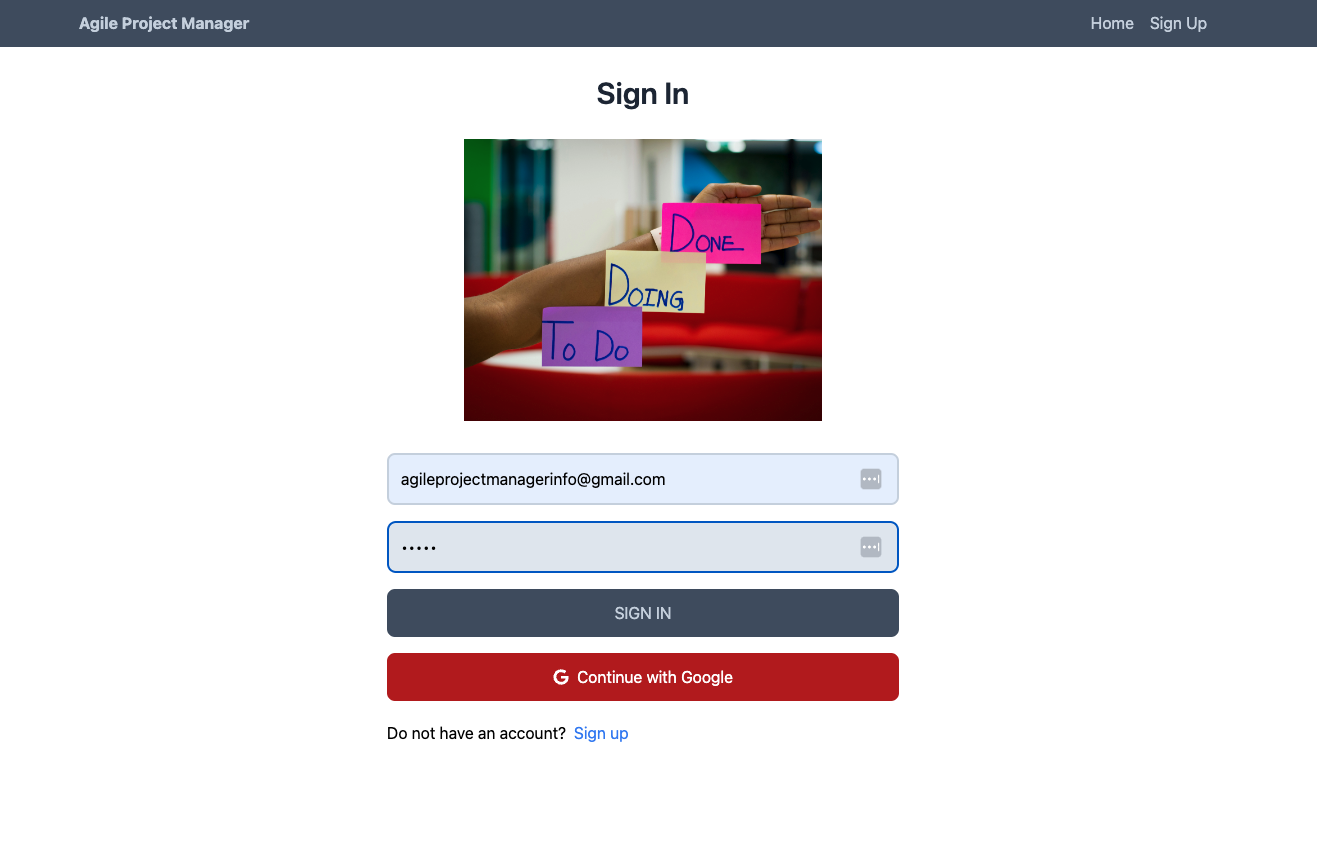 Agile Project Manager
Home
Sign Up
Sign In
DONE
DOING
TO DO
agileprojectmanagerinfo@gmail.com
•••••
SIGN IN
G Continue with Google
Do not have an account? Sign up